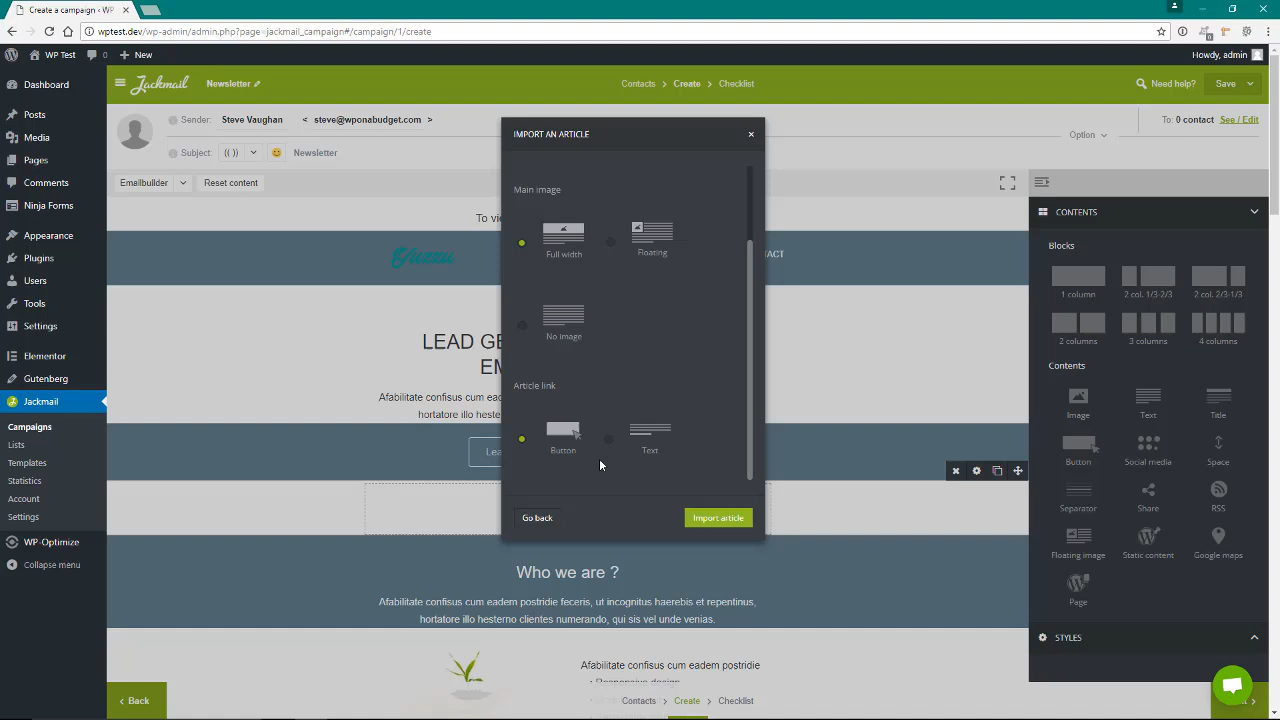 Create a campaign ‹ WP
wptest.dev/wp-admin/admin.php?page=jackmail_campaign#/campaign/1/create
WP Test
0
New
Howdy, admin
Dashboard
Posts
Media
Pages
Comments
Ninja Forms
Appearance
Plugins
Users
Tools
Settings
Elementor
Gutenberg
Jackmail
Campaigns
Lists
Templates
Statistics
Account
Settings
WP-Optimize
Collapse menu
Jackmail
Newsletter
Contacts > Create > Checklist
Need help?
Save
Sender: Steve Vaughan < steve@wponabudget.com >
To: 0 contact See / Edit
Option
Subject: (( )) Newsletter
Emailbuilder
Reset content
To vie
Yuzzu
TACT
LEAD GE
EM
Afabilitate confisus cum ead
hortatore illo hester
Lea
IMPORT AN ARTICLE
×
Main image
Full width
Floating
No image
Article link
Button
Text
Go back
Import article
Who we are ?
Afabilitate confisus cum eadem postridie feceris, ut incognitus haerebis et repentinus,
hortatore illo hesterno clientes numerando, qui sis vel unde venias.
Afabilitate confisus cum eadem postridie
• Responsive design
CONTENTS
Blocks
1 column
2 col. 1/3-2/3
2 col. 2/3-1/3
2 columns
3 columns
4 columns
Contents
Image
Text
Title
Button
Social media
Space
Separator
Share
RSS
Floating image
Static content
Google maps
Page
STYLES
< Back
Contacts > Create > Checklist